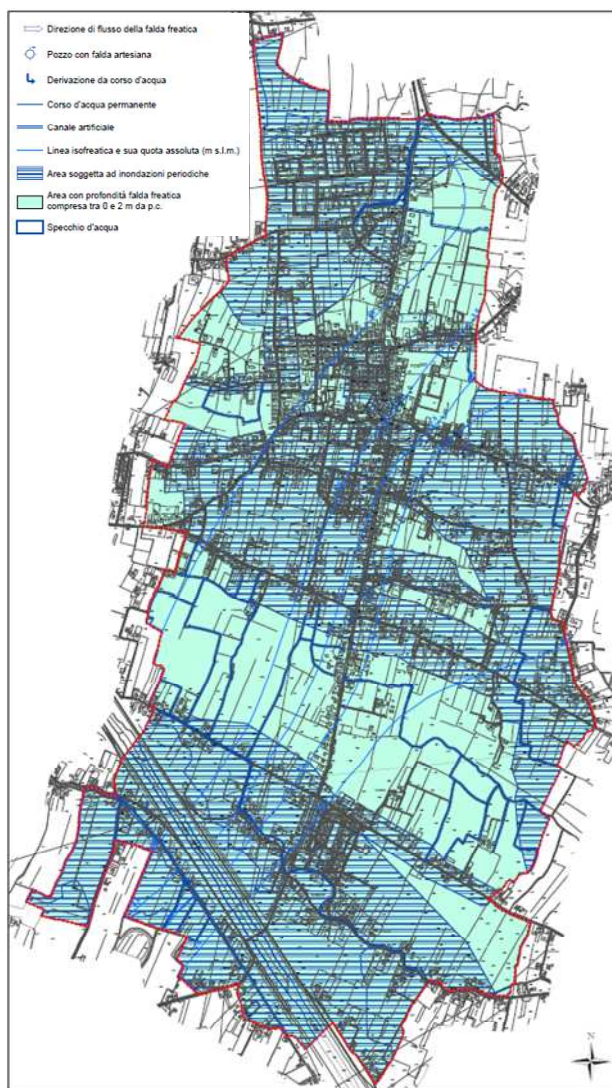 Direzione di flusso della falda freatica
Pozzo con falda artesiana
Derivazione da corso d'acqua
Corso d'acqua permanente
Canale artificiale
Linea isofreatica e sua quota assoluta (m s.l.m.)
Area soggetta ad inondazioni periodiche
Area con profondità falda freatica
compresa tra 0 e 2 m da p.c.
Specchio d'acqua
N